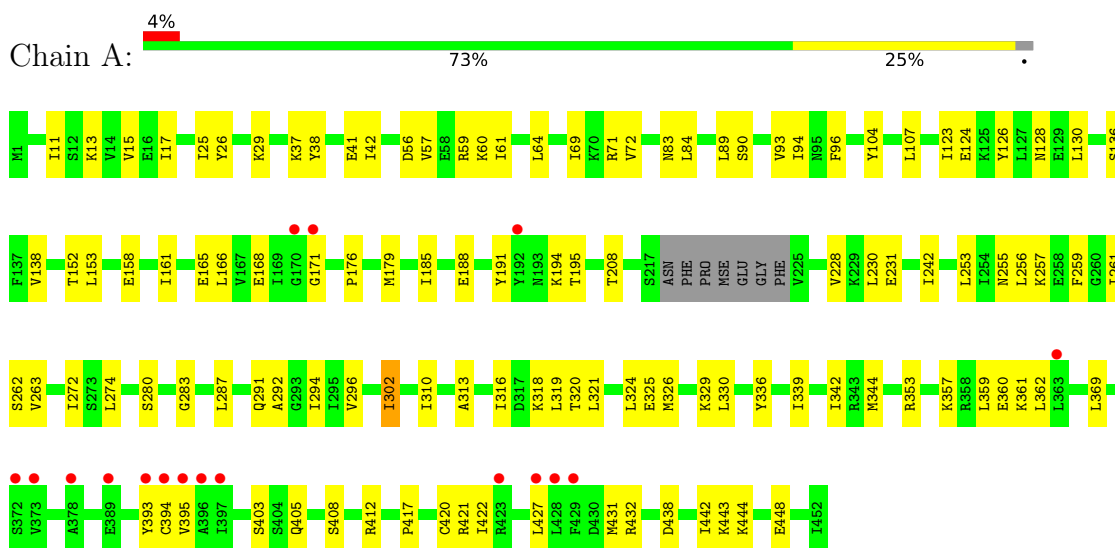 4%
Chain A:
73% 25% •
M1 I11 S12 K13 V14 V15 E16 I17 I25 Y26 K29 K37 Y38 E41 I42 D56 V57 E58 R59 K60 I61 L64 I69 K70 R71 V72 N83 L84 L89 S90 V93 I94 N95 F96 Y104 L107 I123 E124 K125 Y126 L127 N128 E129 L130 S136
F137 V138 T152 L153 E158 I161 E165 L166 V167 E168 I169 G170 G171 P176 M179 I185 E188 Y191 Y192 N193 K194 T195 T208 S217 ASN PHE PRO MSE GLU GLY PHE V225 V228 K229 L230 E231 I242 L253 I254 N255 L256 K257 E258 F259 G260 I261
S262 V263 I272 S273 L274 S280 G283 L287 Q291 A292 G293 I294 I295 V296 I302 I310 A313 I316 D317 K318 L319 T320 L321 L324 E325 M326 K329 L330 Y336 I339 I342 R343 M344 R353 K357 R358 L359 E360 K361 L362 L363 L369
S372 V373 A378 E389 Y393 C394 V395 A396 I397 S403 S404 Q405 S408 R412 P417 C420 R421 I422 R423 L427 L428 F429 D430 M431 R432 D438 I442 K443 K444 E448 I452